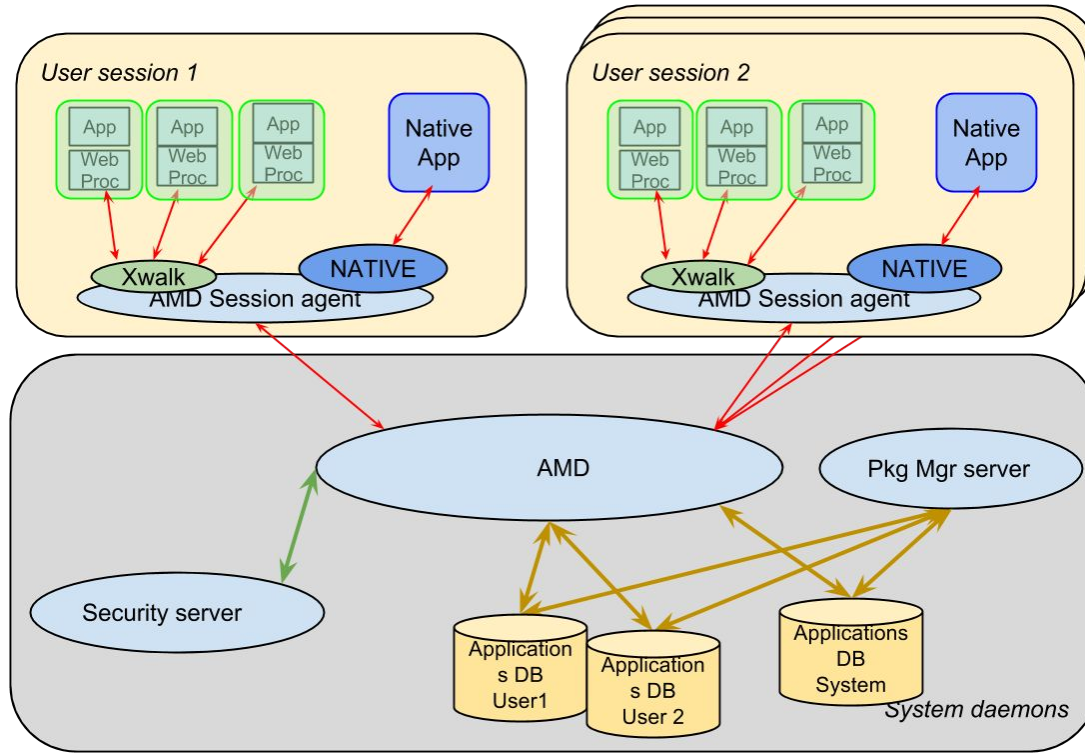 User session 1
App
App
App
Web
Proc
Web
Proc
Web
Proc
Native
App
Xwalk
NATIVE
AMD Session agent
User session 2
App
App
App
Web
Proc
Web
Proc
Web
Proc
Native
App
Xwalk
NATIVE
AMD Session agent
AMD
Pkg Mgr server
Security server
Application
s DB
User1
Application
s DB
User 2
Applications
DB
System
System daemons